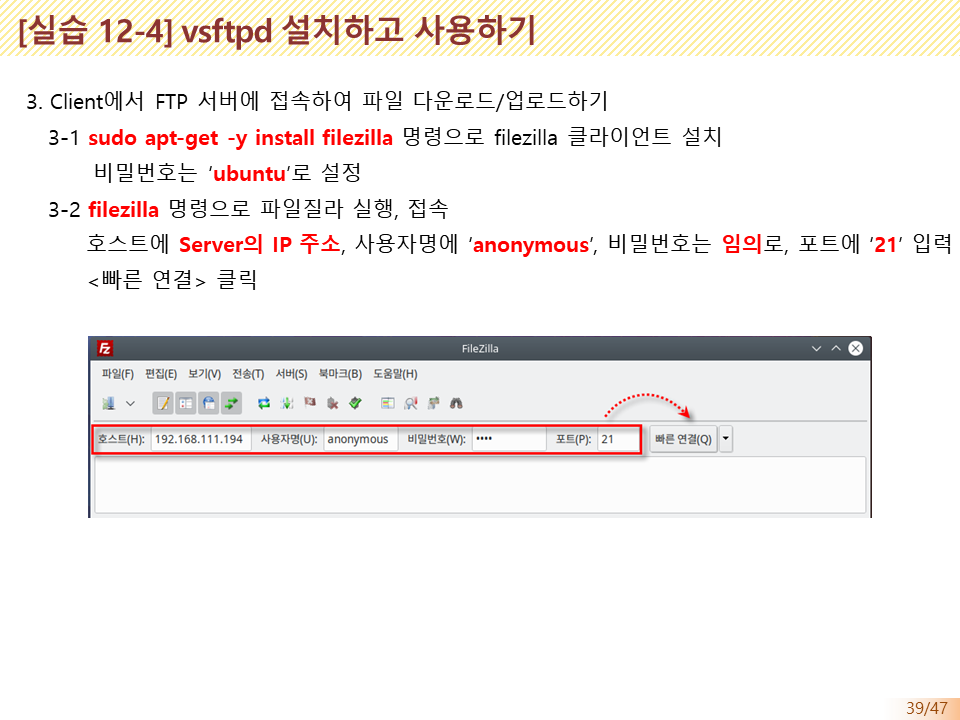 [실습 12-4] vsftpd 설치하고 사용하기
3. Client에서 FTP 서버에 접속하여 파일 다운로드/업로드하기
3-1 sudo apt-get -y install filezilla 명령으로 filezilla 클라이언트 설치
비밀번호는 ‘ubuntu’로 설정
3-2 filezilla 명령으로 파일질라 실행, 접속
호스트에 Server의 IP 주소, 사용자명에 ‘anonymous’, 비밀번호는 임의로, 포트에 ‘21’ 입력
<빠른 연결> 클릭
FileZilla
파일(F) 편집(E) 보기(V) 전송(T) 서버(S) 북마크(B) 도움말(H)
호스트(H): 192.168.111.194 사용자명(U): anonymous 비밀번호(W): •••• 포트(P): 21 빠른 연결(Q)
39/47